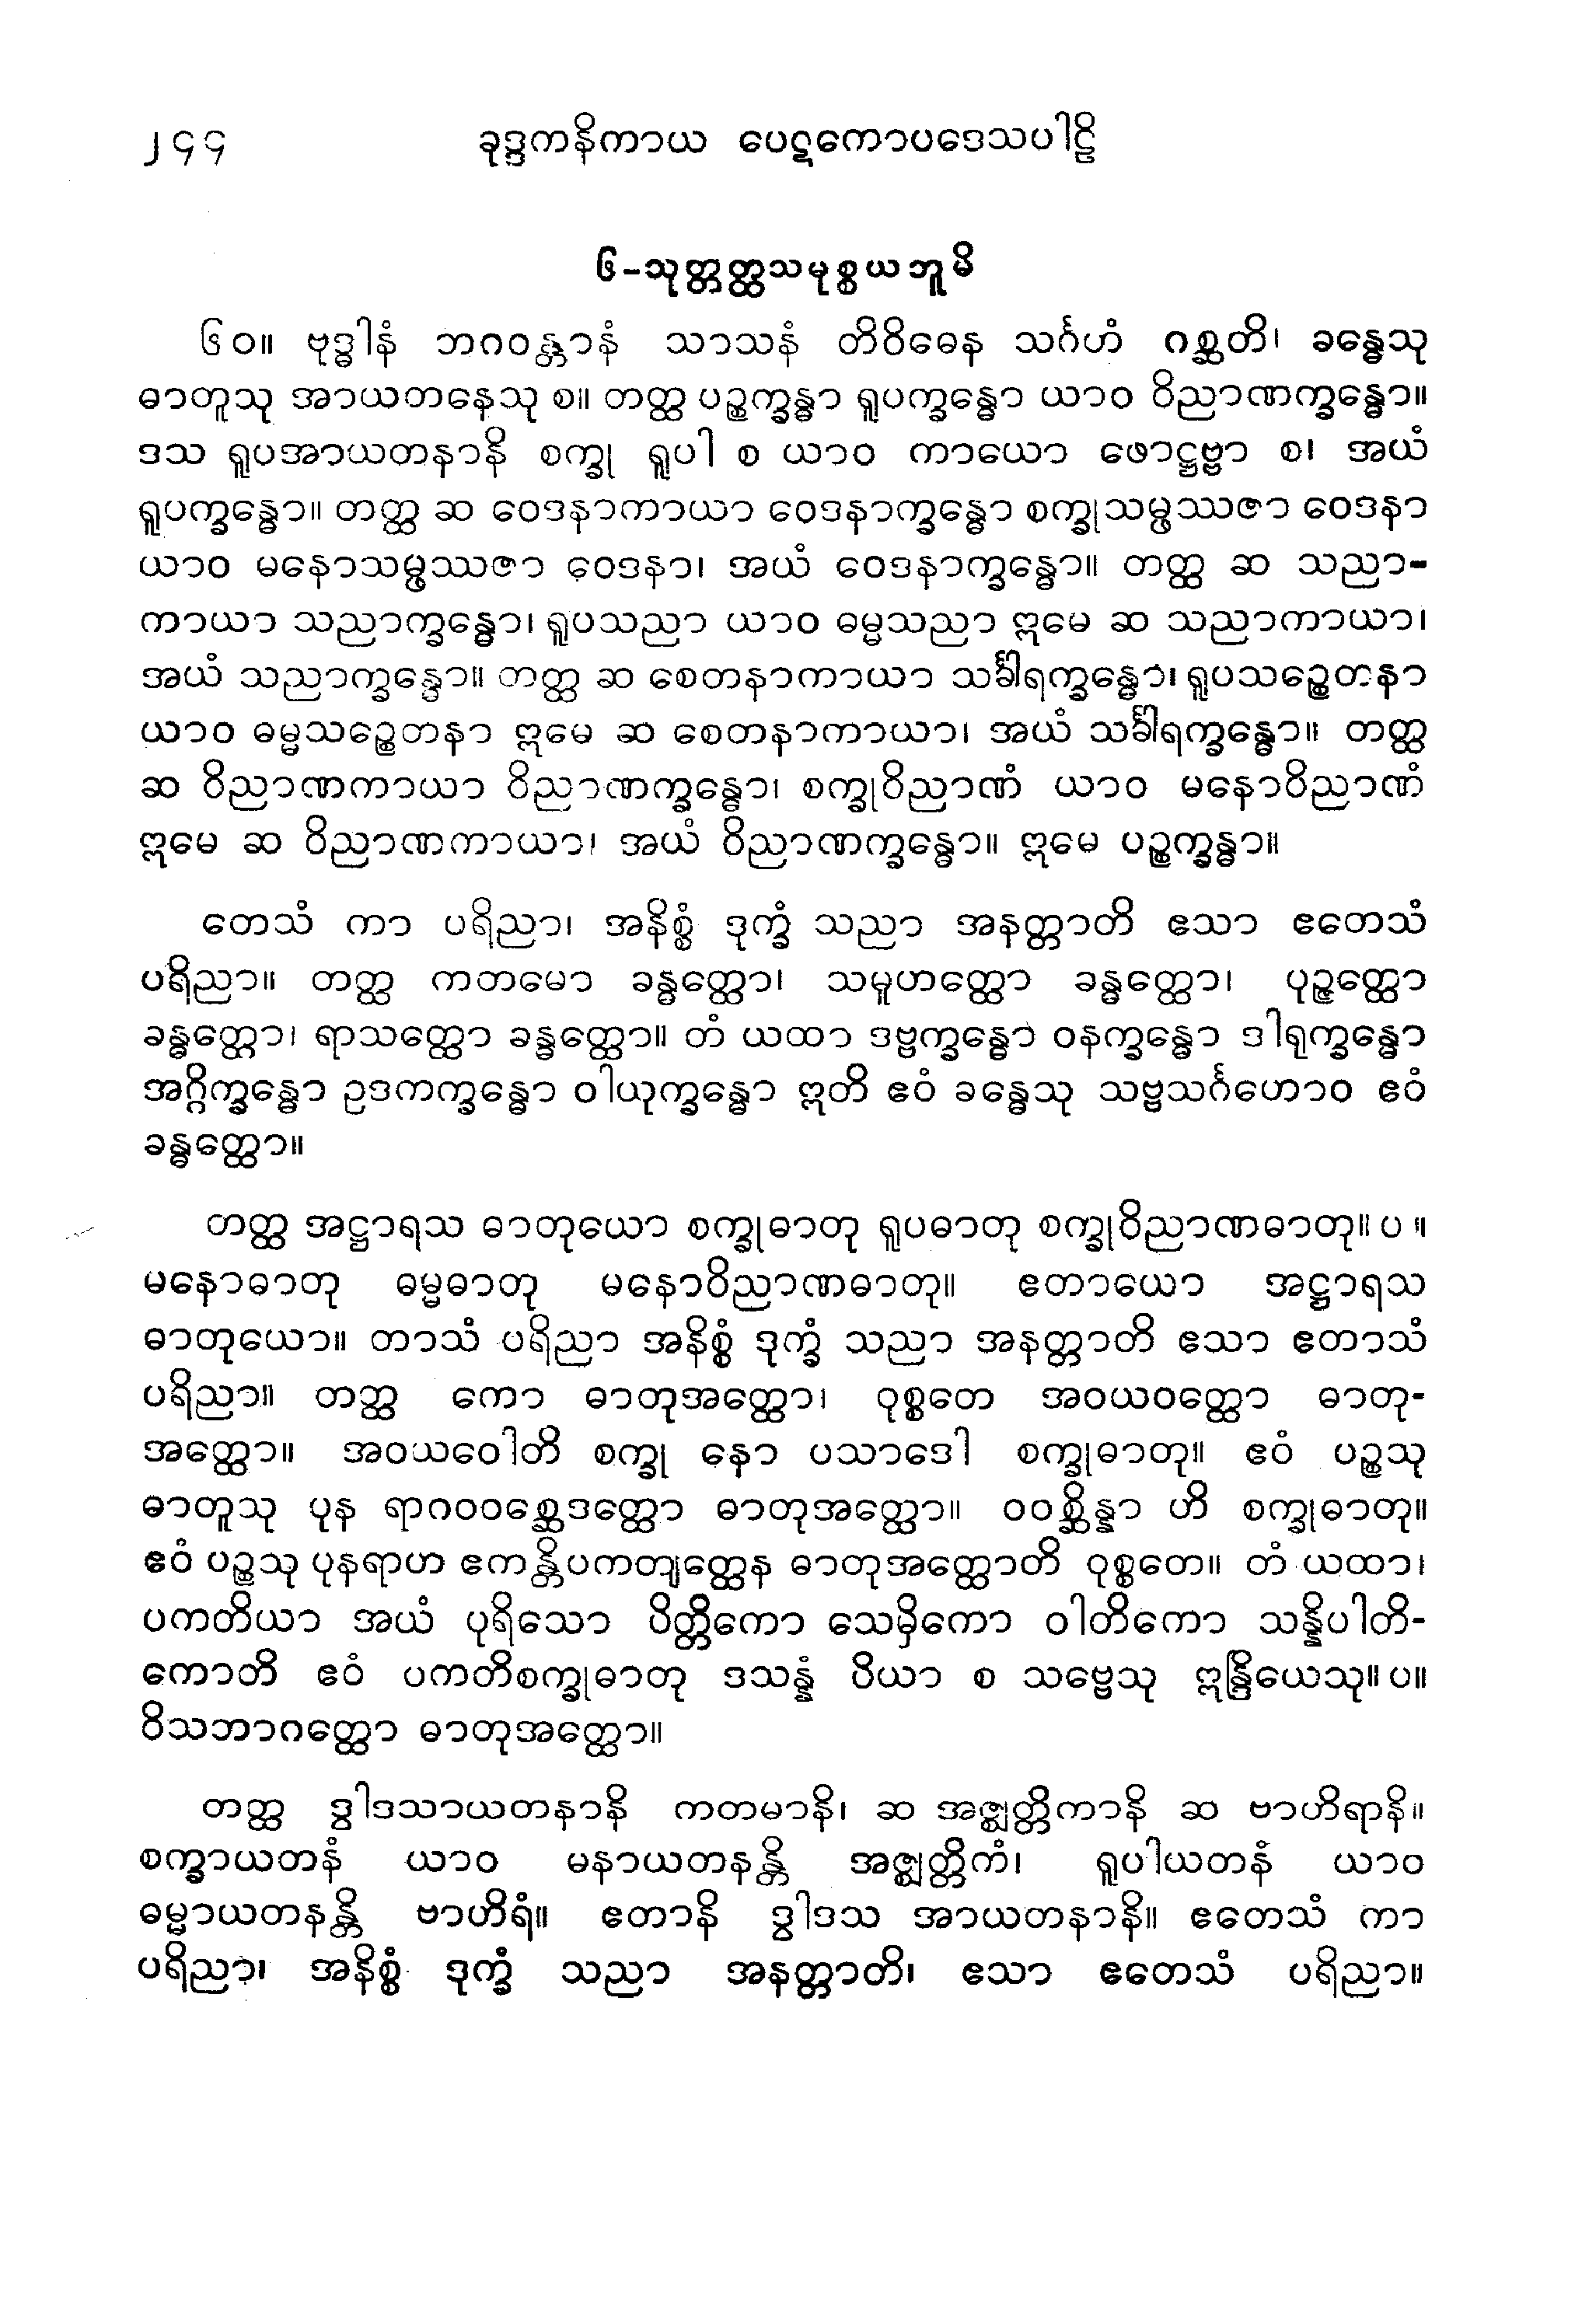 ၂၄၄ ခုဒ္ဒကနိကာယ ပေဋကောပဒေသပါဠိ
၆-သုတ္တတ္ထသမုစ္စယဘူမိ
၆၀။ ဗုဒ္ဓါနံ ဘဂဝန္တာနံ သာသနံ တိဝိဓေန သင်္ဂဟံ ဂစ္ဆတိ၊ ခန္ဓေသု
ဓာတူသု အာယတနေသု စ။ တတ္ထ ပဉ္စက္ခန္ဓာ ရူပက္ခန္ဓော ယာဝ ဝိညာဏက္ခန္ဓော။
ဒသ ရူပအာယတနာနိ စက္ခု ရူပါ စ ယာဝ ကာယော ဖောဋ္ဌဗ္ဗာ စ၊ အယံ
ရူပက္ခန္ဓော။ တတ္ထ ဆ ဝေဒနာကာယာ ဝေဒနာက္ခန္ဓော စက္ခုသမ္ဖဿဇာ ဝေဒနာ
ယာဝ မနောသမ္ဖဿဇာ ဝေဒနာ၊ အယံ ဝေဒနာက္ခန္ဓော။ တတ္ထ ဆ သညာ-
ကာယာ သညာက္ခန္ဓော၊ ရူပသညာ ယာဝ ဓမ္မသညာ ဣမေ ဆ သညာကာယာ၊
အယံ သညာက္ခန္ဓော။ တတ္ထ ဆ စေတနာကာယာ သင်္ခါရက္ခန္ဓော၊ ရူပသဉ္စေတနာ
ယာဝ ဓမ္မသဉ္စေတနာ ဣမေ ဆ စေတနာကာယာ၊ အယံ သင်္ခါရက္ခန္ဓော။ တတ္ထ
ဆ ဝိညာဏကာယာ ဝိညာဏက္ခန္ဓော၊ စက္ခုဝိညာဏံ ယာဝ မနောဝိညာဏံ
ဣမေ ဆ ဝိညာဏကာယာ၊ အယံ ဝိညာဏက္ခန္ဓော။ ဣမေ ပဉ္စက္ခန္ဓာ။
တေသံ ကာ ပရိညာ၊ အနိစ္စံ ဒုက္ခံ သညာ အနတ္တာတိ ဧသာ ဧတေသံ
ပရိညာ။ တတ္ထ ကတမော ခန္ဓတ္ထော၊ သမူဟတ္ထော ခန္ဓတ္ထော၊ ပုဉ္ဇတ္ထော
ခန္ဓတ္ထော၊ ရာသတ္ထော ခန္ဓတ္ထော။ တံ ယထာ ဒဗ္ဗက္ခန္ဓော ဝနက္ခန္ဓော ဒါရုက္ခန္ဓော
အဂ္ဂိက္ခန္ဓော ဥဒကက္ခန္ဓော ဝါယုက္ခန္ဓော ဣတိ ဧဝံ ခန္ဓေသု သဗ္ဗသင်္ဂဟောဝ ဧဝံ
ခန္ဓတ္ထော။
တတ္ထ အဋ္ဌာရသ ဓာတုယော စက္ခုဓာတု ရူပဓာတု စက္ခုဝိညာဏဓာတု။ ပ ။
မနောဓာတု ဓမ္မဓာတု မနောဝိညာဏဓာတု။ ဧတာယော အဋ္ဌာရသ
ဓာတုယော။ တာသံ ပရိညာ အနိစ္စံ ဒုက္ခံ သညာ အနတ္တာတိ ဧသာ ဧတာသံ
ပရိညာ။ တတ္ထ ကော ဓာတုအတ္ထော၊ ဝုစ္စတေ အဝယဝတ္ထော ဓာတု-
အတ္ထော။ အဝယဝေါတိ စက္ခု နော ပသာဒေါ စက္ခုဓာတု။ ဧဝံ ပဉ္စသု
ဓာတူသု ပုန ရာဂဝဝစ္ဆေဒတ္ထော ဓာတုအတ္ထော။ ဝဝစ္ဆိန္နာ ဟိ စက္ခုဓာတု။
ဧဝံ ပဉ္စသု ပုနရာဟ ဧကန္တိပကတျတ္ထေန ဓာတုအတ္ထောတိ ဝုစ္စတေ။ တံ ယထာ၊
ပကတိယာ အယံ ပုရိသော ပိတ္တိကော သေမှိကော ဝါတိကော သန္နိပါတိ-
ကောတိ ဧဝံ ပကတိစက္ခုဓာတု ဒသန္နံ ပိယာ စ သဗ္ဗေသု ဣန္ဒြိယေသု။ ပ။
ဝိသဘာဂတ္ထော ဓာတုအတ္ထော။
တတ္ထ ဒွါဒသာယတနာနိ ကတမာနိ၊ ဆ အဇ္ဈတ္တိကာနိ ဆ ဗာဟိရာနိ။
စက္ခာယတနံ ယာဝ မနာယတနန္တိ အဇ္ဈတ္တိကံ၊ ရူပါယတနံ ယာဝ
ဓမ္မာယတနန္တိ ဗာဟိရံ။ ဧတာနိ ဒွါဒသ အာယတနာနိ။ ဧတေသံ ကာ
ပရိညာ၊ အနိစ္စံ ဒုက္ခံ သညာ အနတ္တာတိ၊ ဧသာ ဧတေသံ ပရိညာ။